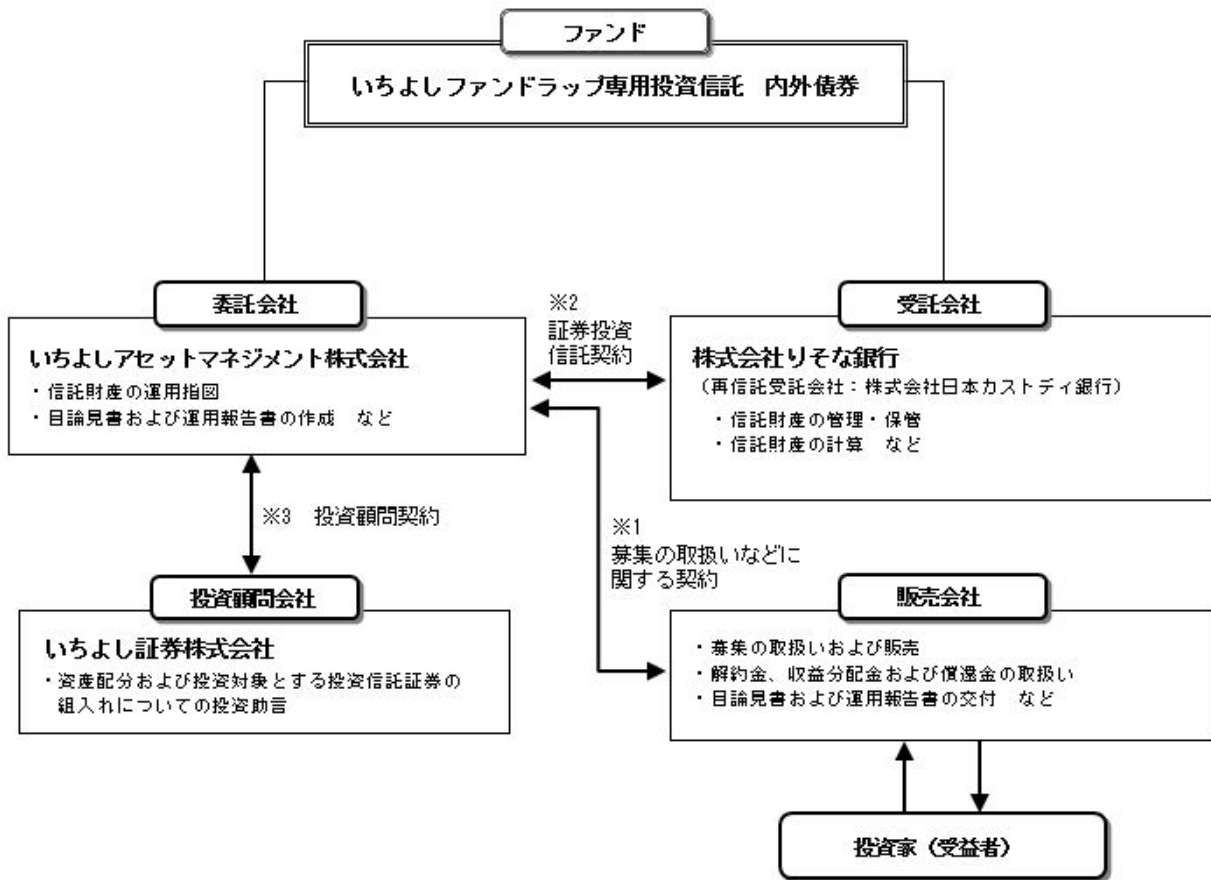 ファンド
いちよしファンドラップ専用投資信託　内外債券
委託会社
いちよしアセットマネジメント株式会社
・信託財産の運用指図
・目論見書および運用報告書の作成　など
※2
証券投資
信託契約
受託会社
株式会社りそな銀行
（再信託受託会社：株式会社日本カストディ銀行）
・信託財産の管理・保管
・信託財産の計算　など
※3　投資顧問契約
※1
募集の取扱いなどに
関する契約
投資顧問会社
いちよし証券株式会社
・資産配分および投資対象とする投資信託証券の
組入れについての投資助言
販売会社
・募集の取扱いおよび販売
・解約金、収益分配金および償還金の取扱い
・目論見書および運用報告書の交付　など
投資家（受益者）